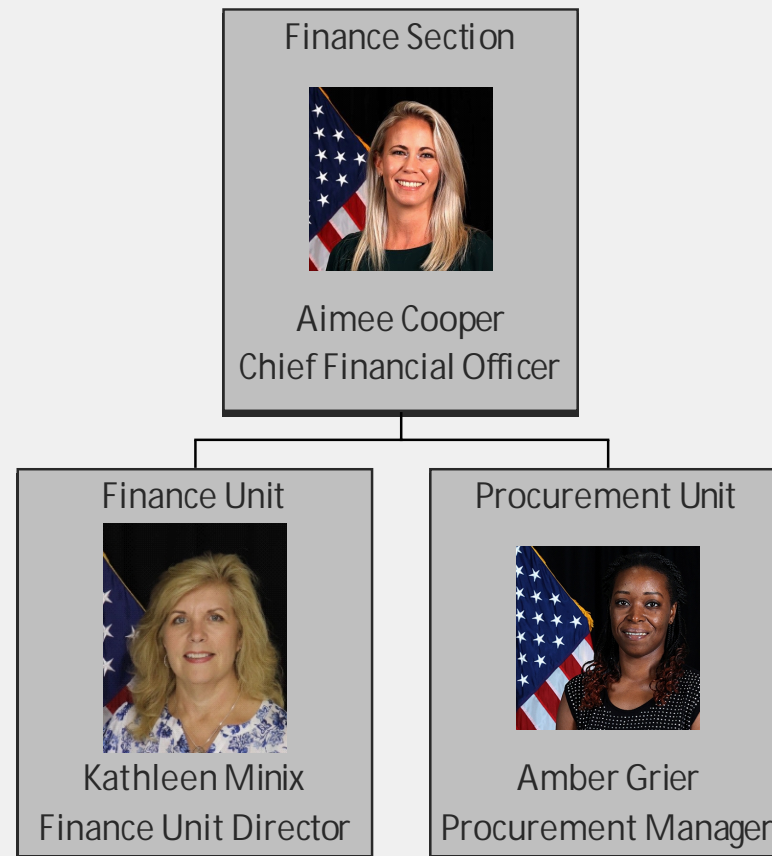 Finance Section
Aimee Cooper
Chief Financial Officer
Finance Unit
Kathleen Minix
Finance Unit Director
Procurement Unit
Amber Grier
Procurement Manager